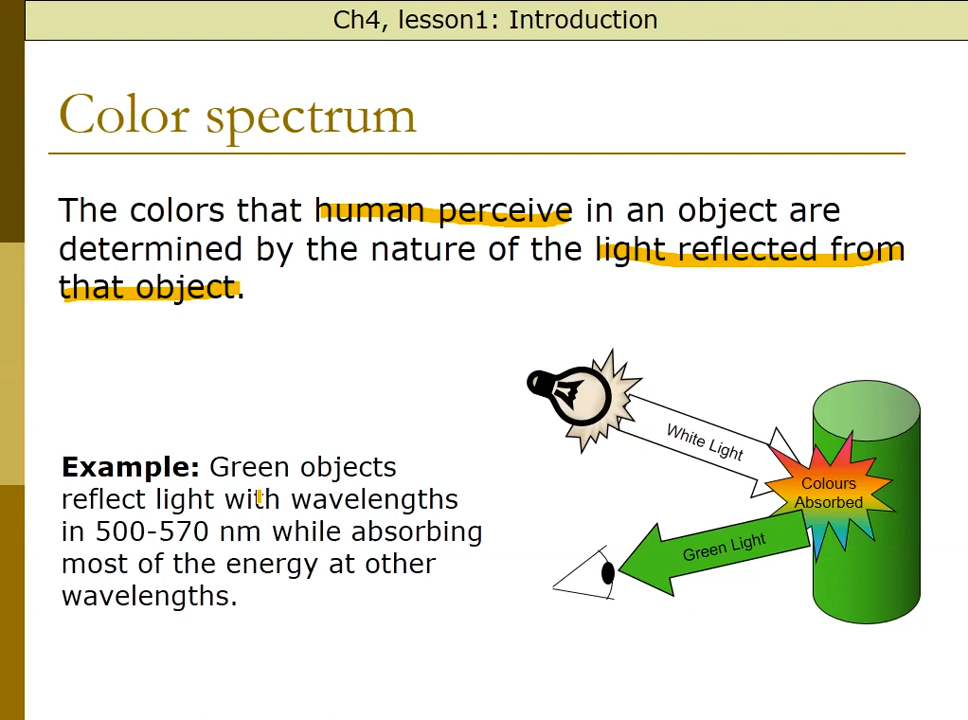 Ch4, lesson1: Introduction
Color spectrum
The colors that human perceive in an object are
determined by the nature of the light reflected from
that object.
White Light
Colours
Absorbed
Green Light
Example: Green objects
reflect light with wavelengths
in 500-570 nm while absorbing
most of the energy at other
wavelengths.